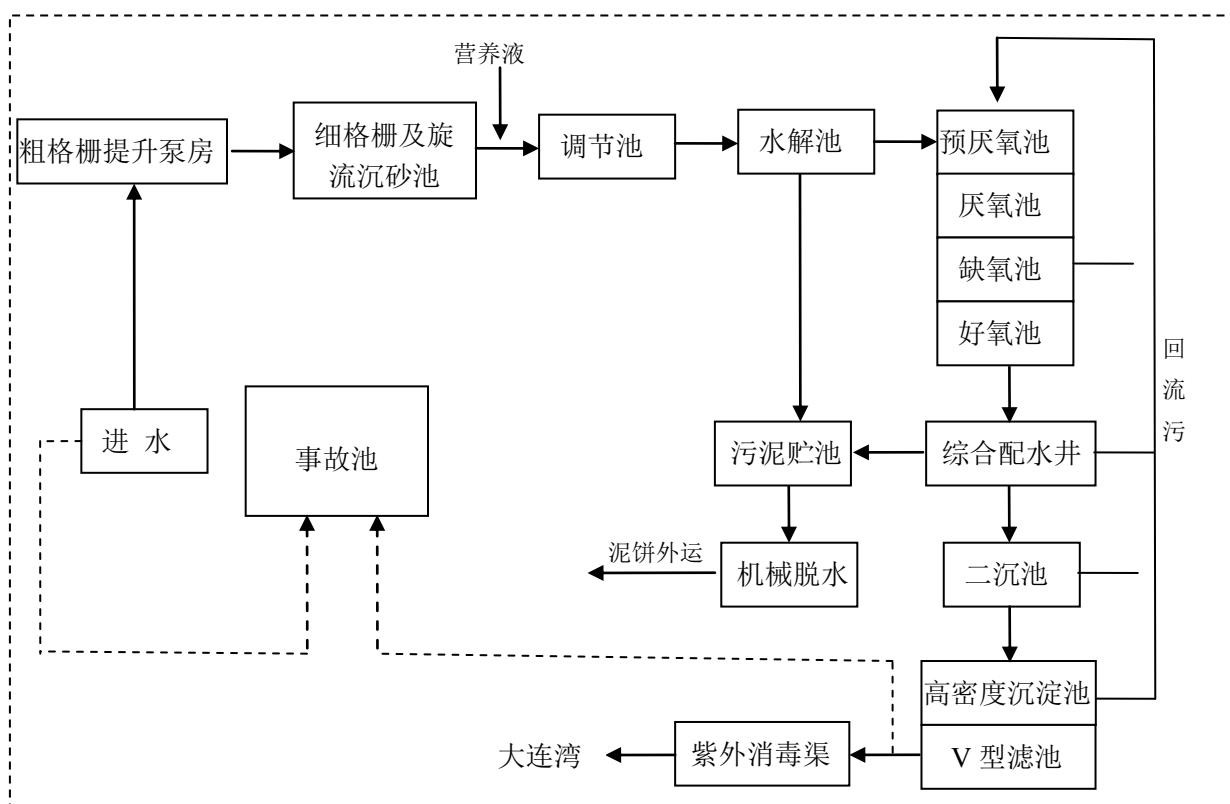 营养液
粗格栅提升泵房
细格栅及旋
流沉砂池
调节池
水解池
预厌氧池
厌氧池
缺氧池
好氧池
回
流
污
进 水
事故池
污泥贮池
综合配水井
泥饼外运
机械脱水
二沉池
高密度沉淀池
大连湾
紫外消毒渠
V 型滤池